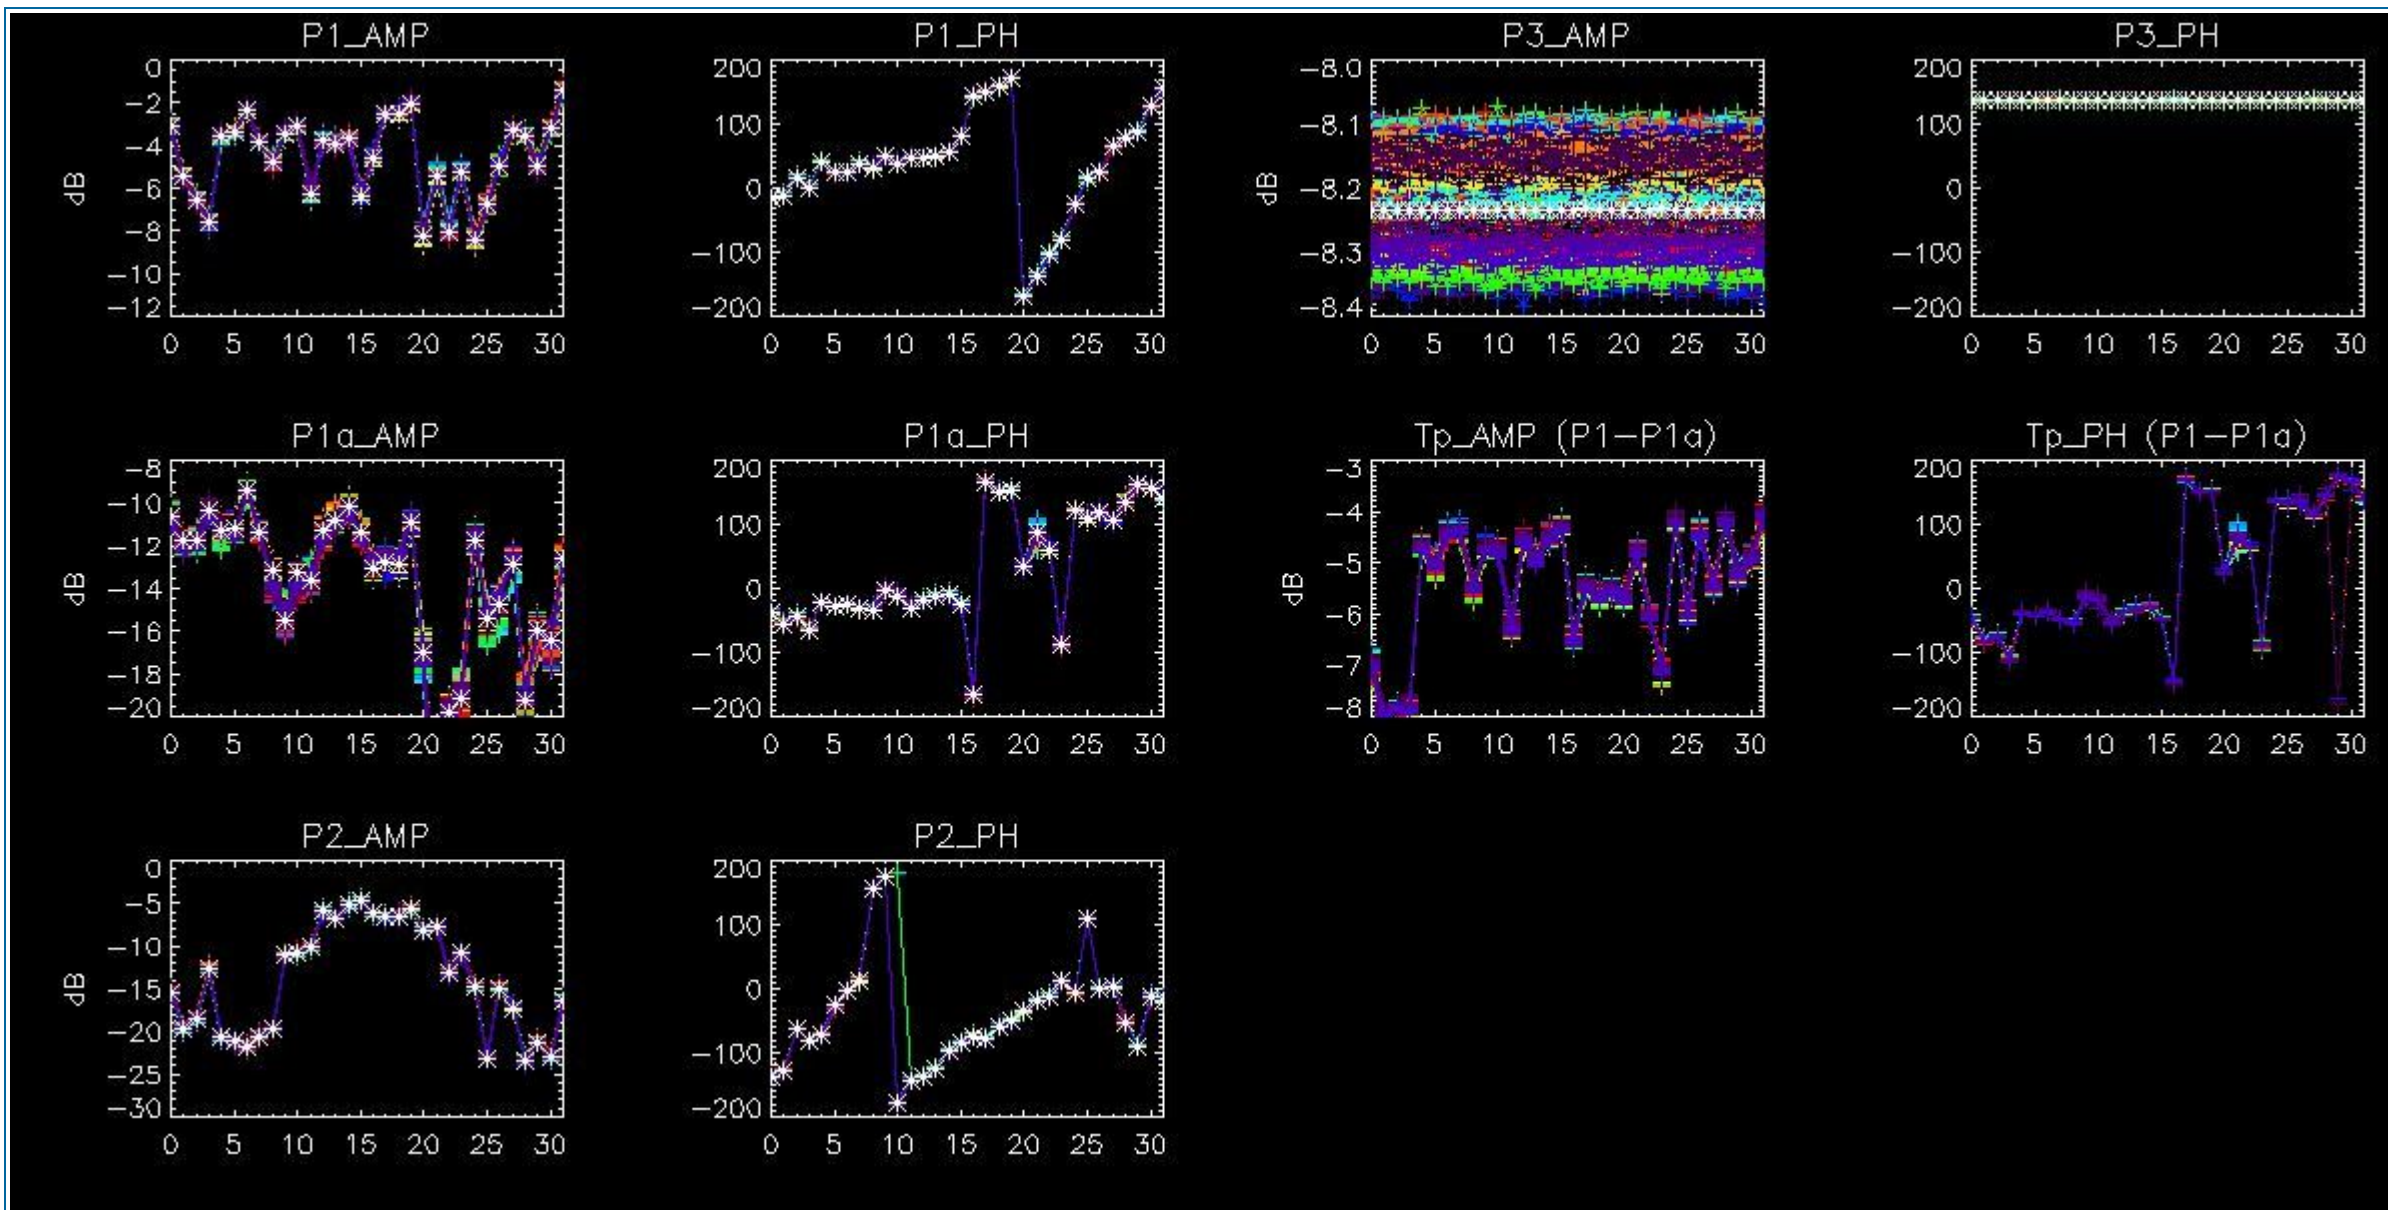 P1_AMP
P1_PH
P3_AMP
P3_PH
0
−2
−4
−6
−8
−10
−12
dB
0 5 10 15 20 25 30
200
100
0
−100
−200
0 5 10 15 20 25 30
−8.0
−8.1
−8.2
−8.3
−8.4
dB
0 5 10 15 20 25 30
200
100
0
−100
−200
0 5 10 15 20 25 30
P1a_AMP
P1a_PH
Tp_AMP (P1−P1a)
Tp_PH (P1−P1a)
−8
−10
−12
−14
−16
−18
−20
dB
0 5 10 15 20 25 30
200
100
0
−100
−200
0 5 10 15 20 25 30
−3
−4
−5
−6
−7
−8
dB
0 5 10 15 20 25 30
200
100
0
−100
−200
0 5 10 15 20 25 30
P2_AMP
P2_PH
0
−5
−10
−15
−20
−25
−30
dB
0 5 10 15 20 25 30
200
100
0
−100
−200
0 5 10 15 20 25 30